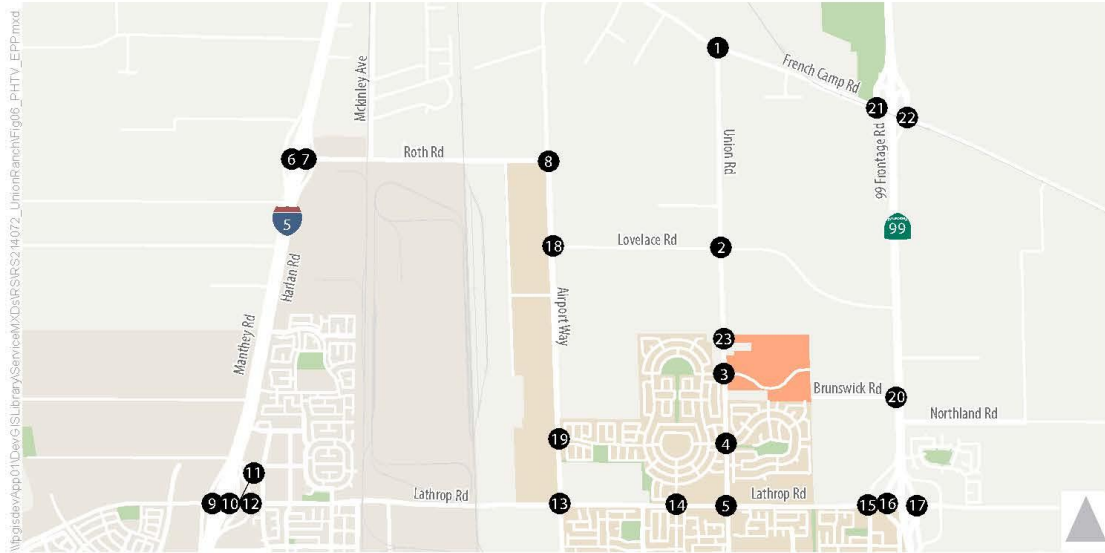 \\fpgisdevApp01\DevGISLibrary\ServiceMXDs\RS\RS214072_UnionRanch\Fig06_PHTV_EPP.mxd
1
French Camp Rd
21
22
Mckinley Ave
Union Rd
99 Frontage Rd
6
7
Roth Rd
8
5
99
18
Lovelace Rd
2
Harlan Rd
Airport Way
Manthey Rd
23
3
Brunswick Rd
20
Northland Rd
19
4
11
9
10
12
Lathrop Rd
13
14
5
Lathrop Rd
15
16
17